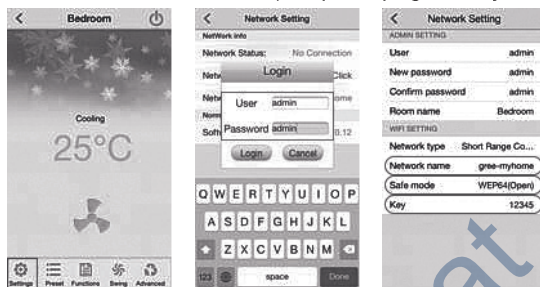 Bedroom
Cooling
25°C
Settings Preset Functions Swing Advanced
Network Setting
NetWork info
Network Status: No Connection
Click
Login
User admin
Password admin
0.12
Login Cancel
Q W E R T Y U I O P
A S D F G H J K L
Z X C V B N M
123 space Done
Network Setting
ADMIN SETTING
User admin
New password admin
Confirm password admin
Room name Bedroom
WIFI SETTING
Network type Short Range Co...
Network name gree-myhome
Safe mode WEP64(Open)
Key 12345